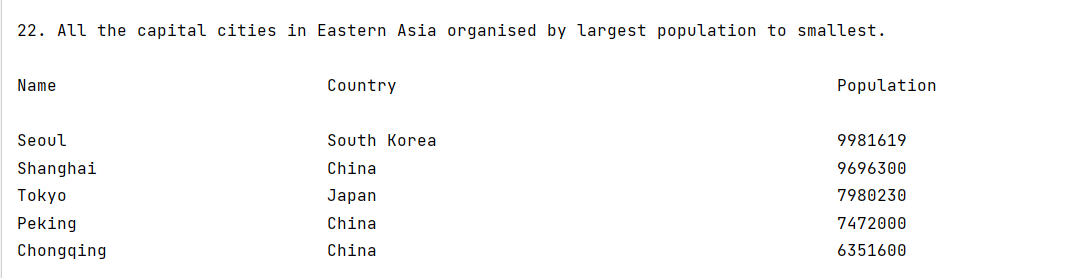 22. All the capital cities in Eastern Asia organised by largest population to smallest.
Name Country Population
Seoul South Korea 9981619
Shanghai China 9696300
Tokyo Japan 7980230
Peking China 7472000
Chongqing China 6351600